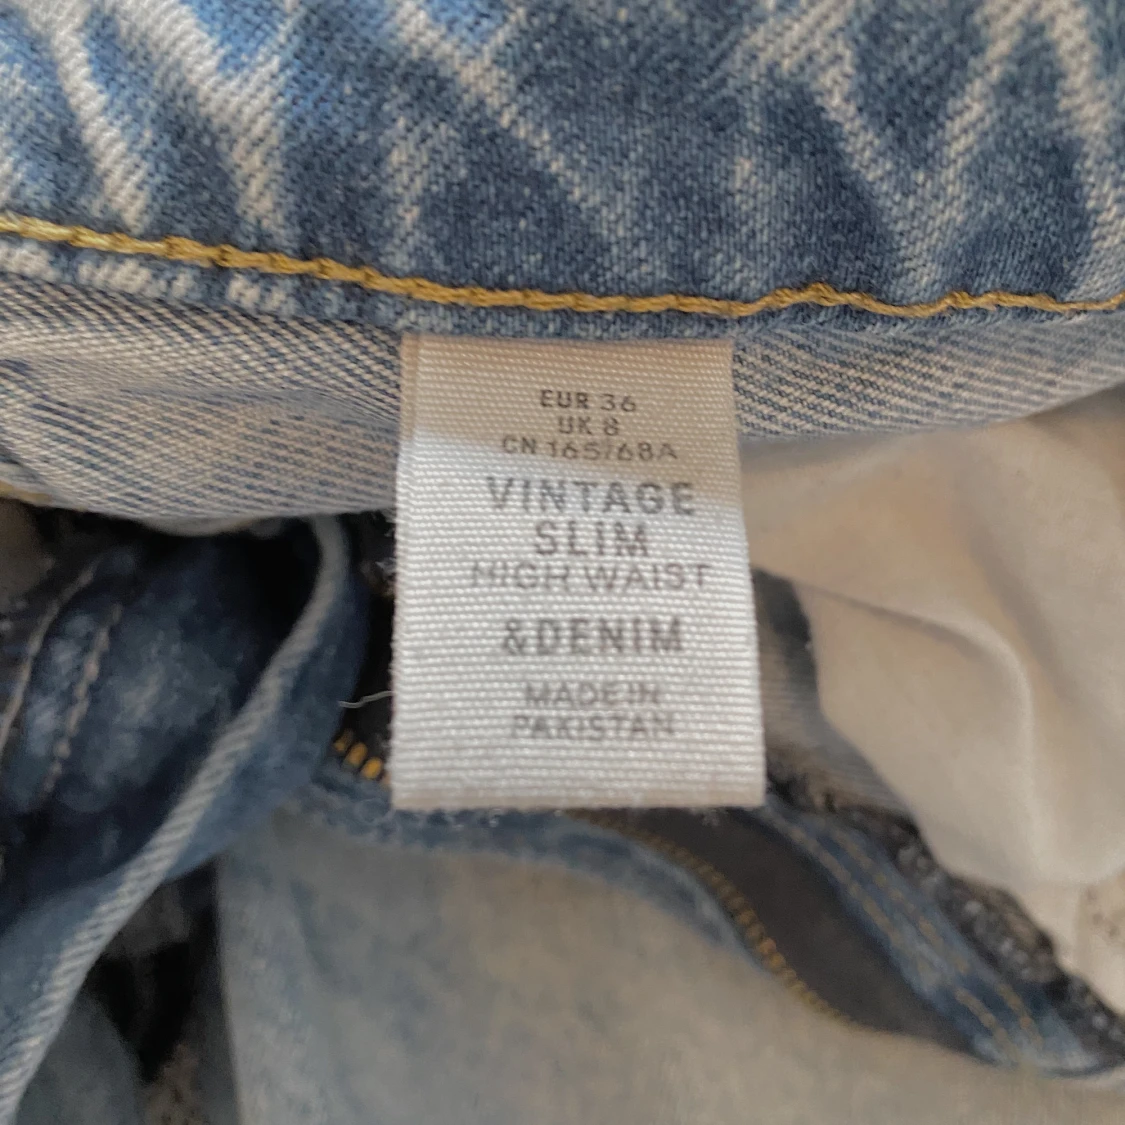 EUR 36
UK 8
CN 165/68A
VINTAGE
SLIM
HIGH WAIST
&DENIM
MADE IN
PAKISTAN